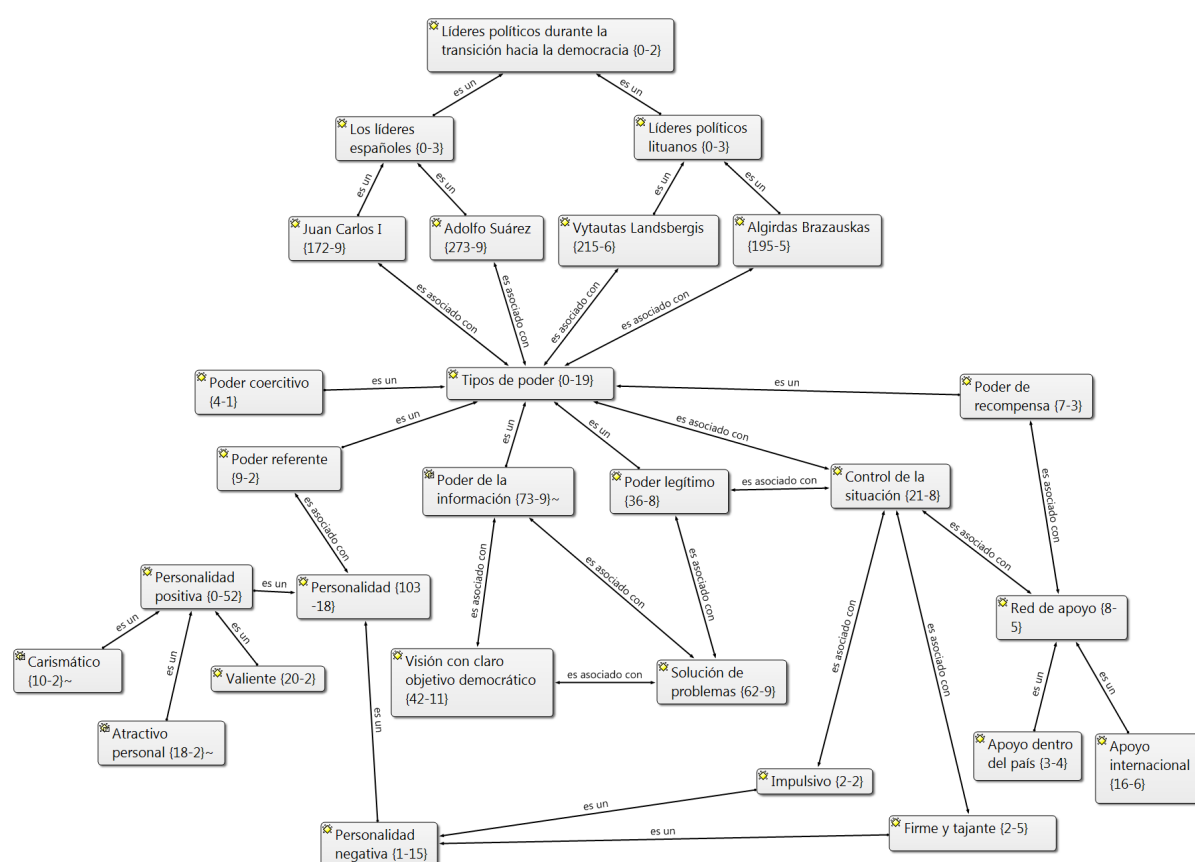 Líderes políticos durante la
transición hacia la democracia {0-2}
es un
es un
Los líderes
españoles {0-3}
Líderes políticos
lituanos {0-3}
es un
es un
es un
es un
Juan Carlos I
{172-9}
Adolfo Suárez
{273-9}
Vytautas Landsbergis
{215-6}
Algirdas Brazauskas
{195-5}
es asociado con
es asociado con
es asociado con
es asociado con
Poder coercitivo
{4-1}
es un
Tipos de poder {0-19}
es un
Poder de
recompensa {7-3}
es un
es un
es un
es asociado con
Poder referente
{9-2}
Poder de la
información {73-9}~
Poder legítimo
{36-8}
es asociado con
Control de la
situación {21-8}
es asociado con
es asociado con
es asociado con
es asociado con
es asociado con
es asociado con
Personalidad
positiva {0-52}
es un
Personalidad {103
-18}
Red de apoyo {8-
5}
es un
es un
es un
es asociado con
es asociado con
Carismático
{10-2}~
Valiente {20-2}
Visión con claro
objetivo democrático
{42-11}
es asociado con
Solución de
problemas {62-9}
es un
es un
es un
Atractivo
personal {18-2}~
Apoyo dentro
del país {3-4}
Apoyo
internacional
{16-6}
Impulsivo {2-2}
es un
Personalidad
negativa {1-15}
es un
Firme y tajante {2-5}